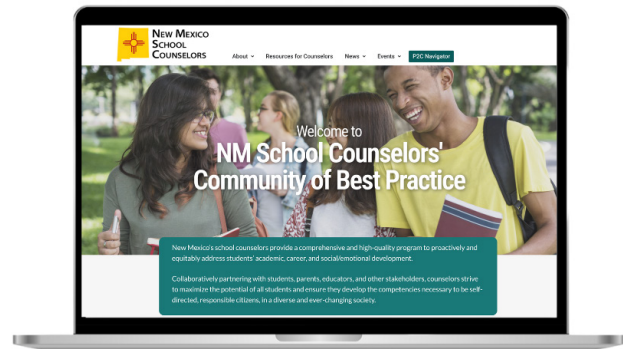 New Mexico
School
Counselors
About
Resources for Counselors
News
Events
P2C Navigator
Welcome to
NM School Counselors'
Community of Best Practice
New Mexico's school counselors provide a comprehensive and high-quality program to proactively and
equitably address students' academic, career, and social/emotional development.
Collaboratively partnering with students, parents, educators, and other stakeholders, counselors strive
to maximize the potential of all students and ensure they develop the competencies necessary to be self-
directed, responsible citizens, in a diverse and ever-changing society.